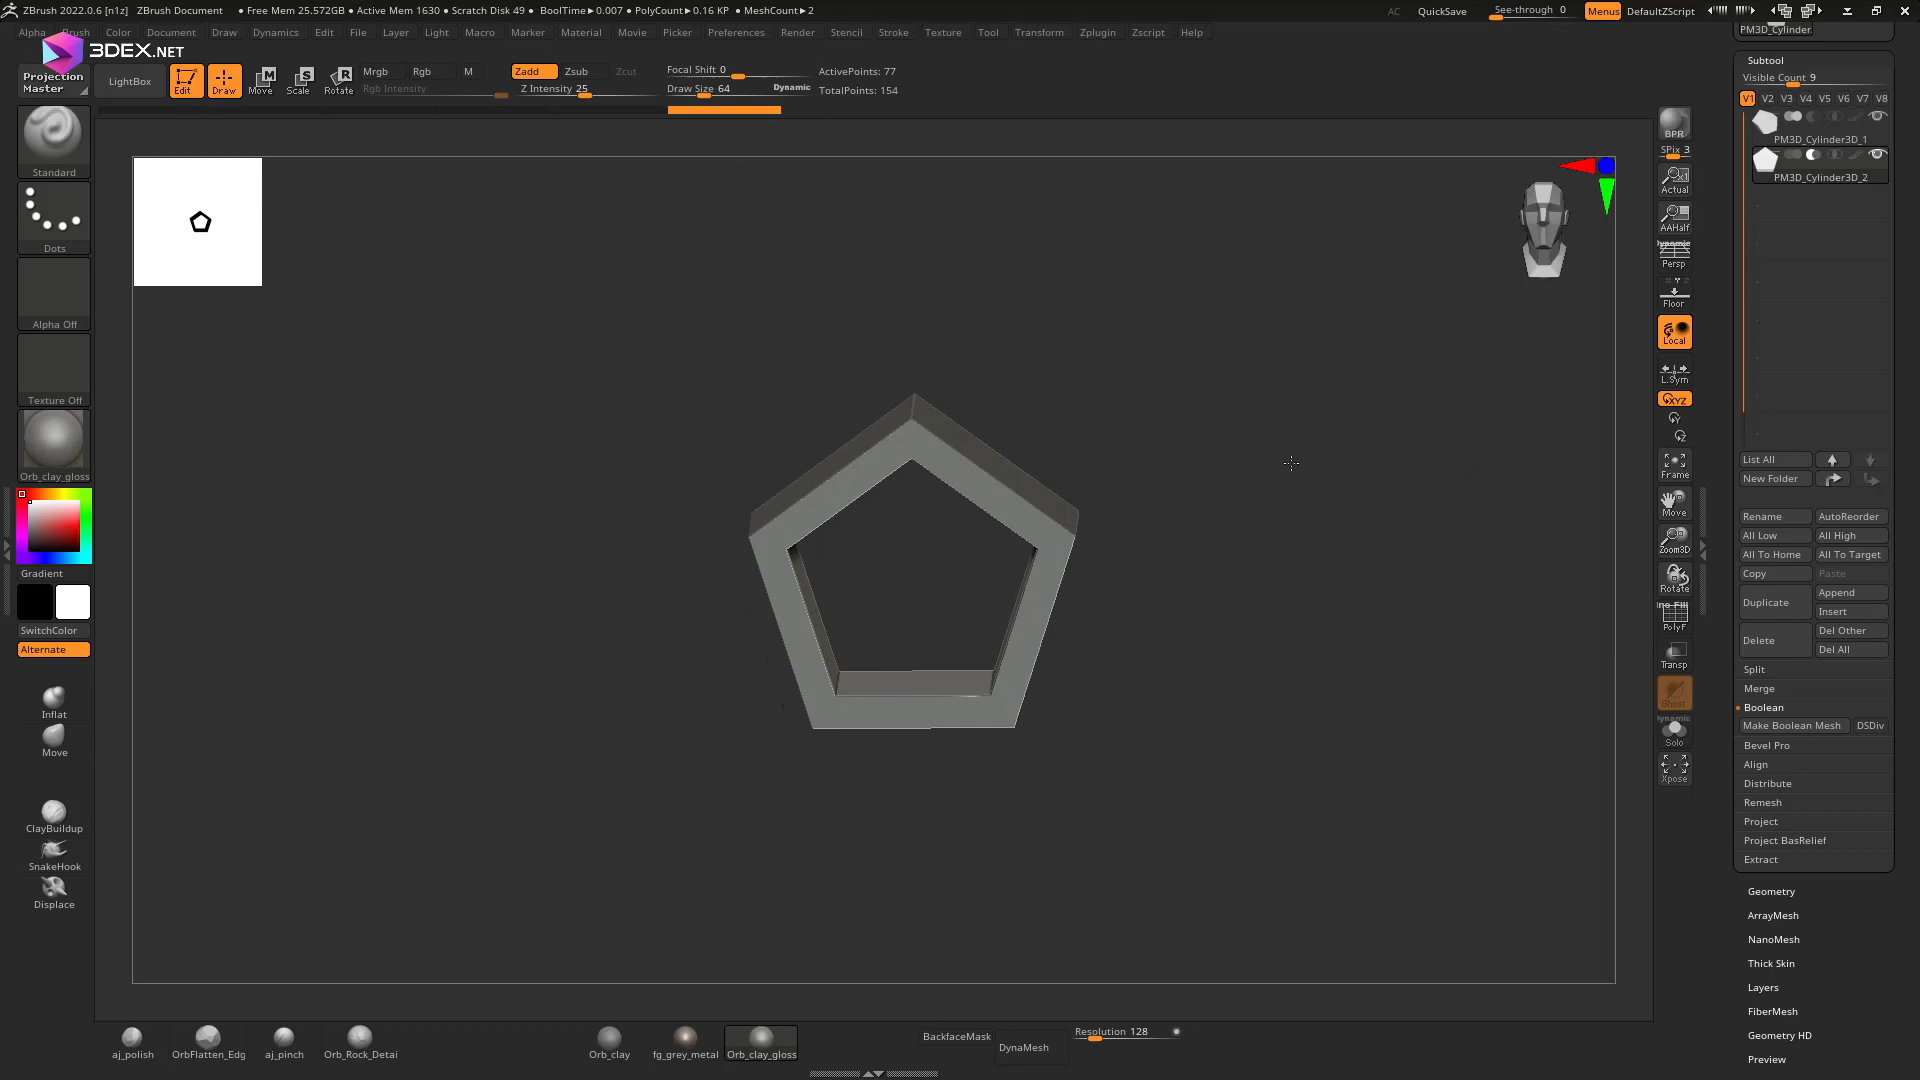 ZBrush 2022.0.6 [n1z] ZBrush Document • Free Mem 25.572GB • Active Mem 1630 • Scratch Disk 49 • BoolTime▸0.007 • PolyCount▸0.16 KP • MeshCount▸2 AC QuickSave See-through 0 Menus DefaultZScript
Alpha Brush Color Document Draw Dynamics Edit File Layer Light Macro Marker Material Movie Picker Preferences Render Stencil Stroke Texture Tool Transform Zplugin Zscript Help
3DEX.NET
Projection Master
LightBox
Edit
Draw
Move
Scale
Rotate
Mrgb Rgb M
Rgb Intensity
Zadd Zsub Zcut
Z Intensity 25
Focal Shift 0
Draw Size 64 Dynamic
ActivePoints: 77
TotalPoints: 154
Standard
Dots
Alpha Off
Texture Off
Orb_clay_gloss
Gradient
SwitchColor
Alternate
Inflat
Move
ClayBuildup
SnakeHook
Displace
aj_polish
OrbFlatten_Edg
aj_pinch
Orb_Rock_Detai
Orb_clay
fg_grey_metal
Orb_clay_gloss
BackfaceMask
DynaMesh
Resolution 128
BPR
SPix 3
Actual
AAHalf
Dynamic
Persp
Floor
Local
L.Sym
XYZ
Y
Z
Frame
Move
Zoom3D
Rotate
PolyF
Transp
Ghost
Dynamic
Solo
Xpose
PM3D_Cylinder
Subtool
Visible Count 9
V1 V2 V3 V4 V5 V6 V7 V8
PM3D_Cylinder3D_1
PM3D_Cylinder3D_2
List All
New Folder
Rename AutoReorder
All Low All High
All To Home All To Target
Copy Paste
Duplicate Append
Insert
Delete Del Other
Del All
Split
Merge
Boolean
Make Boolean Mesh DSDiv
Bevel Pro
Align
Distribute
Remesh
Project
Project BasRelief
Extract
Geometry
ArrayMesh
NanoMesh
Thick Skin
Layers
FiberMesh
Geometry HD
Preview